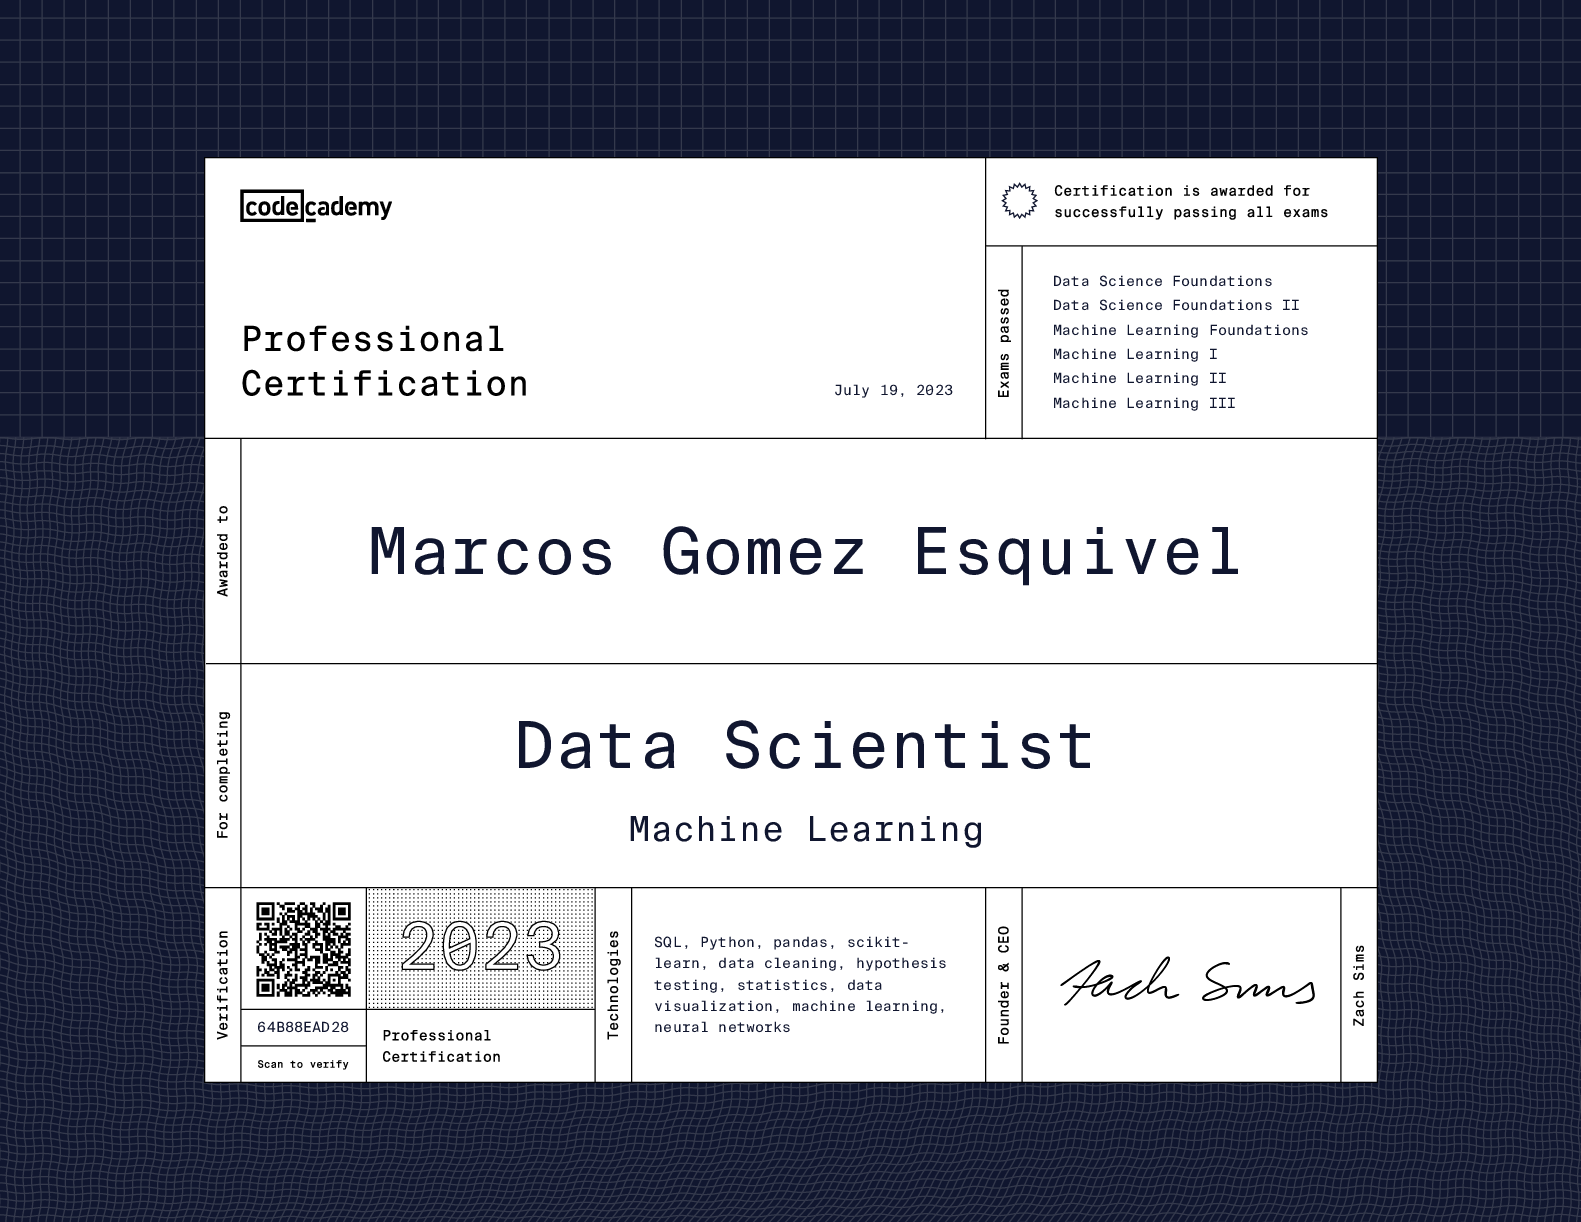 codecademy
Professional
Certification
July 19, 2023
Certification is awarded for
successfully passing all exams
Exams passed
Data Science Foundations
Data Science Foundations II
Machine Learning Foundations
Machine Learning I
Machine Learning II
Machine Learning III
Awarded to
Marcos Gomez Esquivel
For completing
Data Scientist
Machine Learning
Verification
64B88EAD28
Scan to verify
2023
Professional
Certification
Technologies
SQL, Python, pandas, scikit-
learn, data cleaning, hypothesis
testing, statistics, data
visualization, machine learning,
neural networks
Founder & CEO
Zach Sims
Zach Sims